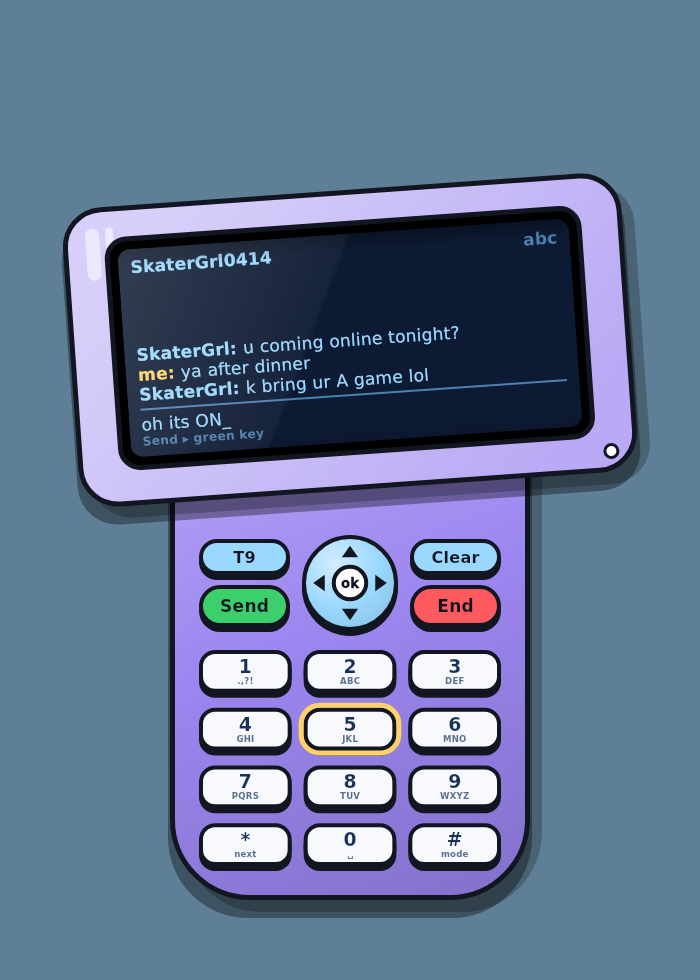 SkaterGrl0414
abc
SkaterGrl: u coming online tonight?
me: ya after dinner
SkaterGrl: k bring ur A game lol
oh its ON_
Send ▸ green key
T9
ok
Clear
Send
End
1
.,?!
2
ABC
3
DEF
4
GHI
5
JKL
6
MNO
7
PQRS
8
TUV
9
WXYZ
*
next
0
␣
#
mode